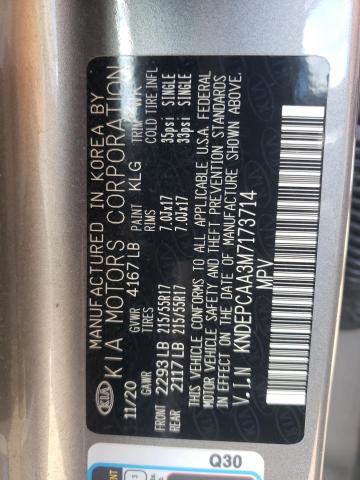 MANUFACTURED IN KOREA BY
KIA MOTORS CORPORATION
11/20 GVWR 4167LB PAINT KLG TRIM WK
GAWR TIRES RIMS COLD TIRE INFL
FRONT 2293LB 215/55R17 7.0Jx17 35psi SINGLE
REAR 2117LB 215/55R17 7.0Jx17 33psi SINGLE
THIS VEHICLE CONFORMS TO ALL APPLICABLE U.S.A. FEDERAL
MOTOR VEHICLE SAFETY AND THEFT PREVENTION STANDARDS
IN EFFECT ON THE DATE OF MANUFACTURE SHOWN ABOVE.
V.I.N KNDEPCAA3M7173714
MPV
KIA
Q30